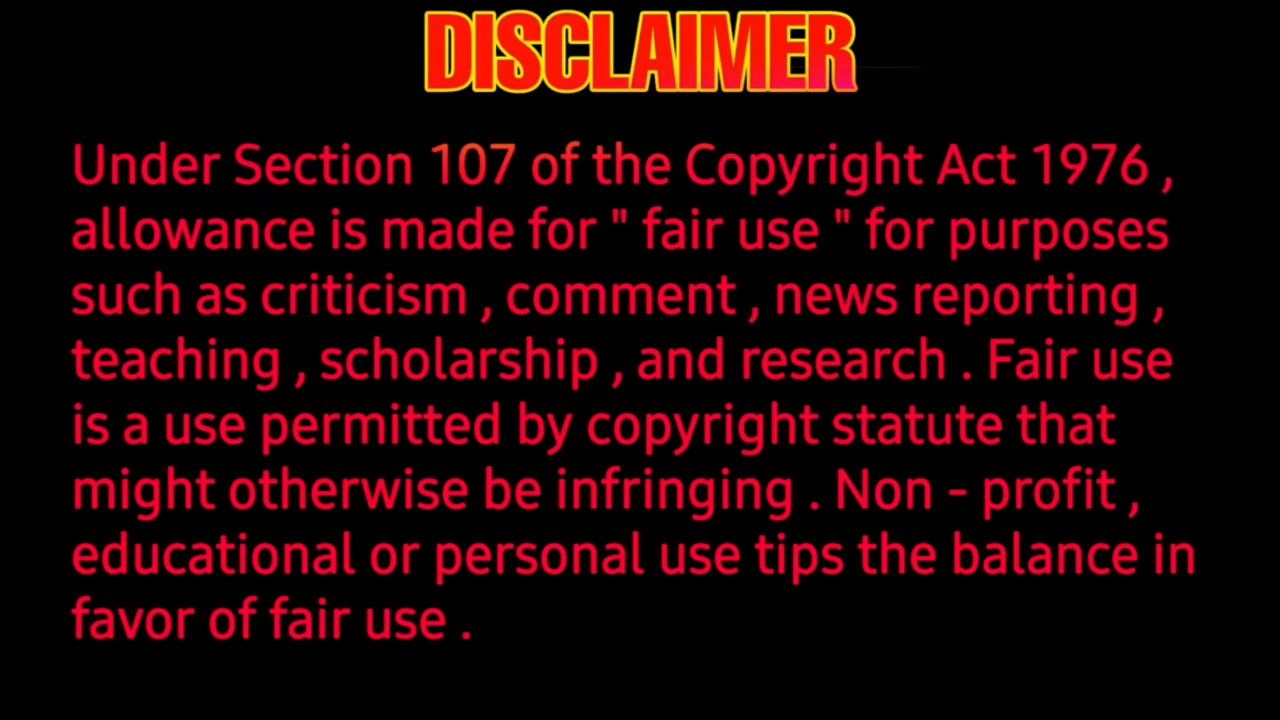 DISCLAIMER
Under Section 107 of the Copyright Act 1976 ,
allowance is made for " fair use " for purposes
such as criticism , comment , news reporting ,
teaching , scholarship , and research . Fair use
is a use permitted by copyright statute that
might otherwise be infringing . Non - profit ,
educational or personal use tips the balance in
favor of fair use .